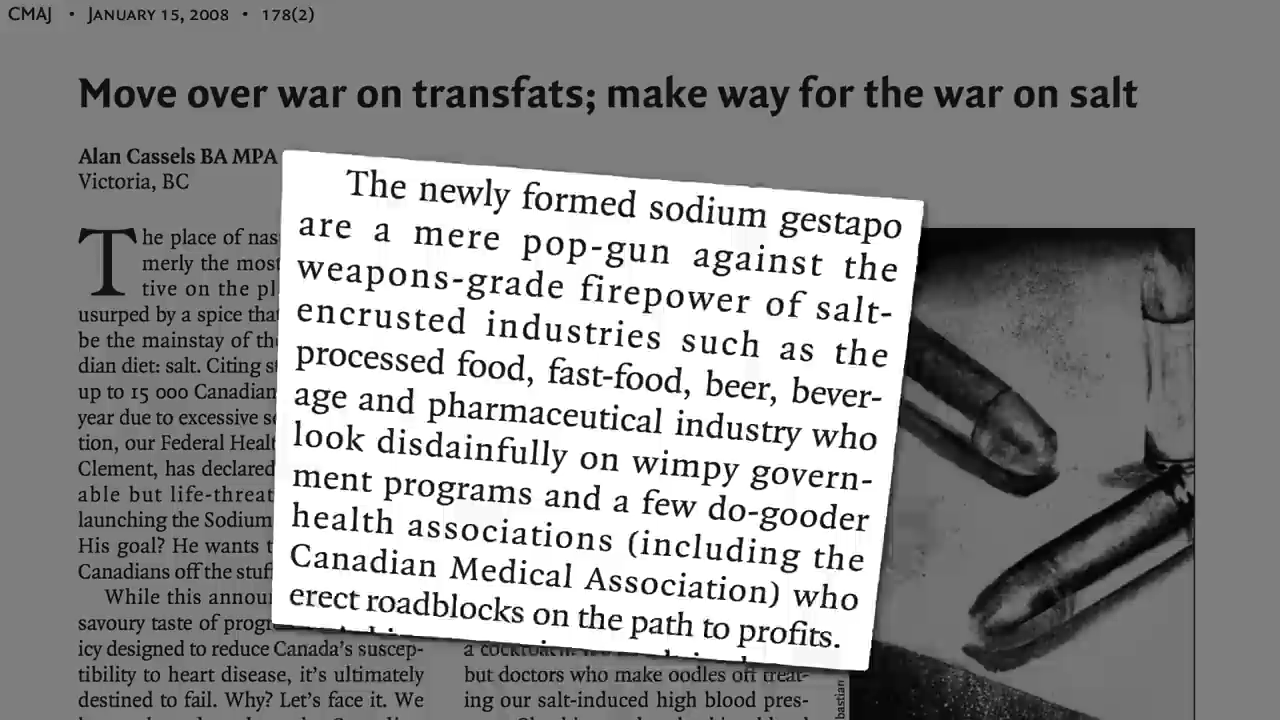 CMAJ • JANUARY 15, 2008 • 178(2)
Move over war on transfats; make way for the war on salt
Alan Cassels BA MPA
Victoria, BC
The place of nas
merly the most
tive on the pl
usurped by a spice tha
be the mainstay of th
dian diet: salt. Citing s
up to 15 000 Canadian
year due to excessive s
tion, our Federal Heal
Clement, has declared
able but life-threat
launching the Sodium
His goal? He wants t
Canadians off the stuf
While this annou
savoury taste of progr
icy designed to reduce Canada's suscep-
tibility to heart disease, it's ultimately
destined to fail. Why? Let's face it. We
The newly formed sodium gestapo
are a mere pop-gun against the
weapons-grade firepower of salt-
encrusted industries such as the
processed food, fast-food, beer, bever-
age and pharmaceutical industry who
look disdainfully on wimpy govern-
ment programs and a few do-gooder
health associations (including the
Canadian Medical Association) who
erect roadblocks on the path to profits.
but doctors who make oodles off treat-
ing our salt-induced high blood pres-
bastian